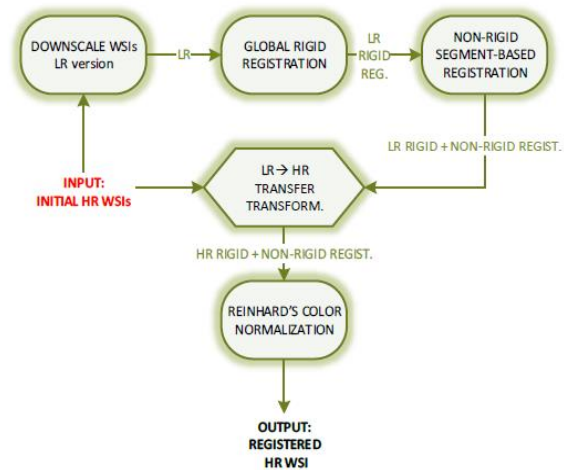 DOWNSCALE WSIs
LR version
LR
GLOBAL RIGID
REGISTRATION
LR
RIGID
REG.
NON-RIGID
SEGMENT-BASED
REGISTRATION
LR RIGID + NON-RIGID REGIST.
INPUT:
INITIAL HR WSIs
LR → HR
TRANSFER
TRANSFORM.
HR RIGID + NON-RIGID REGIST.
REINHARD'S COLOR
NORMALIZATION
OUTPUT:
REGISTERED
HR WSI